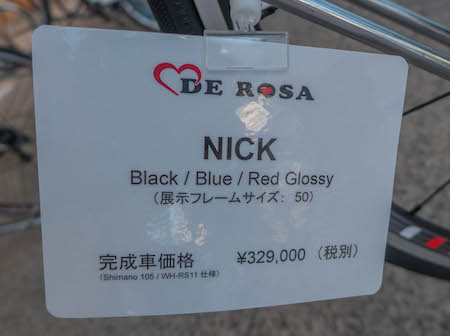 DE ROSA
NICK
Black / Blue / Red Glossy
（展示フレームサイズ： 50）
完成車価格 ¥329,000 （税別）
（Shimano 105 / WH-RS11 仕様）